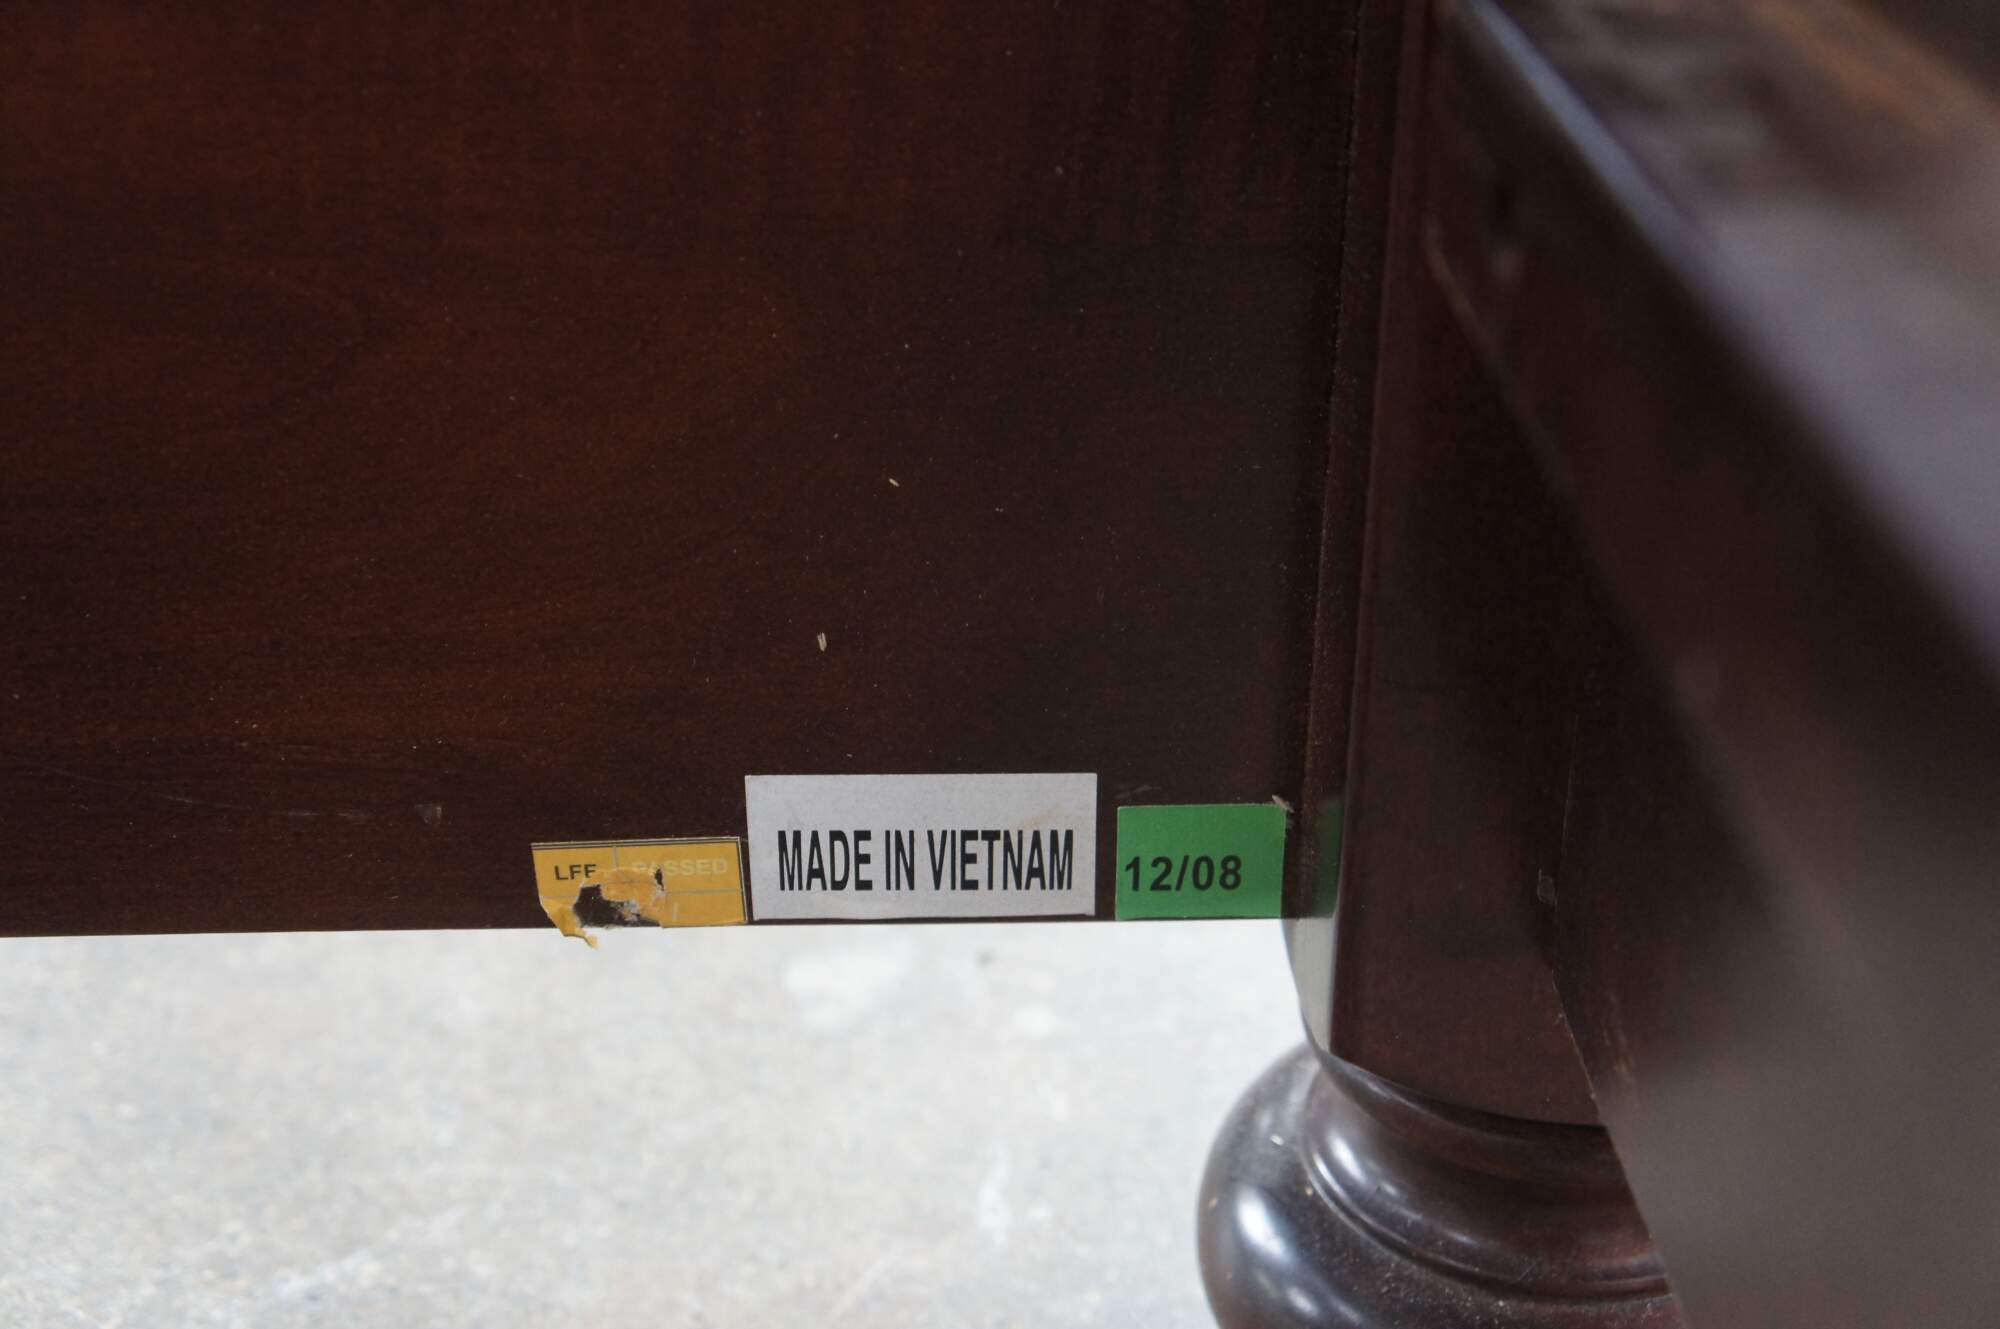 LFF PASSED
MADE IN VIETNAM
12/08